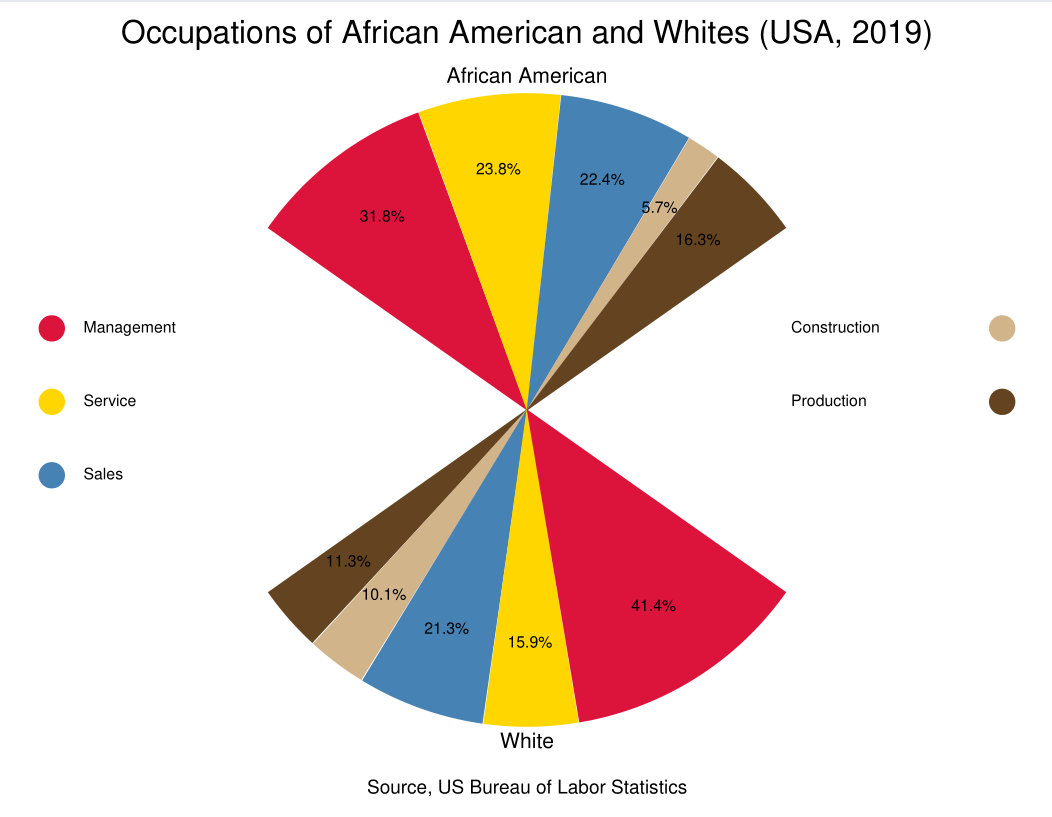 Occupations of African American and Whites (USA, 2019)
African American
23.8%
22.4%
31.8%
5.7%
16.3%
Management
Construction
Service
Production
Sales
11.3%
10.1%
41.4%
21.3%
15.9%
White
Source, US Bureau of Labor Statistics